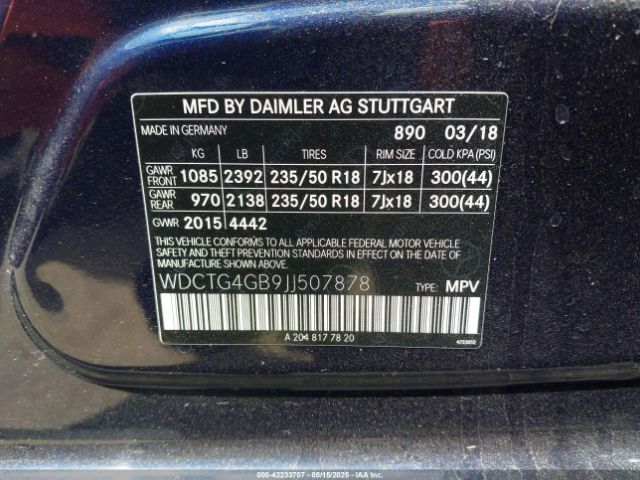 MFD BY DAIMLER AG STUTTGART
MADE IN GERMANY 890 03/18
KG LB TIRES RIM SIZE COLD KPA(PSI)
GAWR FRONT 1085 2392 235/50 R18 7Jx18 300(44)
GAWR REAR 970 2138 235/50 R18 7Jx18 300(44)
GVWR 2015 4442
THIS VEHICLE CONFORMS TO ALL APPLICABLE FEDERAL MOTOR VEHICLE
SAFETY AND THEFT PREVENTION STANDARDS IN EFFECT ON THE DATE
OF MANUFACTURE SHOWN ABOVE.
WDCTG4GB9JJ507878 TYPE: MPV
A 204 817 78 20
00-42233707 - 05/15/2025 - © IAA Holdings, LLC